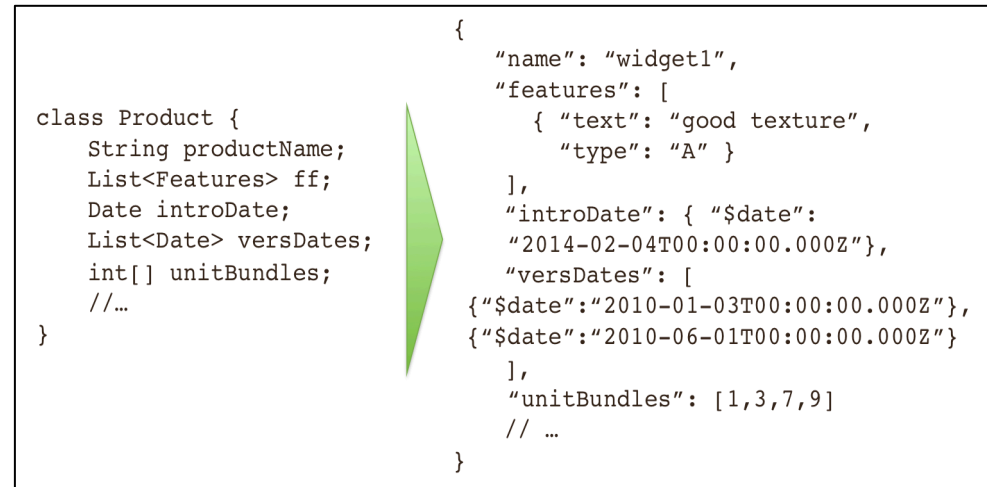 class Product {
String productName;
List<Features> ff;
Date introDate;
List<Date> versDates;
int[] unitBundles;
//…
}
{
“name”: “widget1”,
“features”: [
{ “text”: “good texture”,
“type”: “A” }
],
“introDate”: { “$date”:
“2014-02-04T00:00:00.000Z”},
“versDates”: [
{“$date”:“2010-01-03T00:00:00.000Z”},
{“$date”:“2010-06-01T00:00:00.000Z”}
],
“unitBundles”: [1,3,7,9]
// …
}